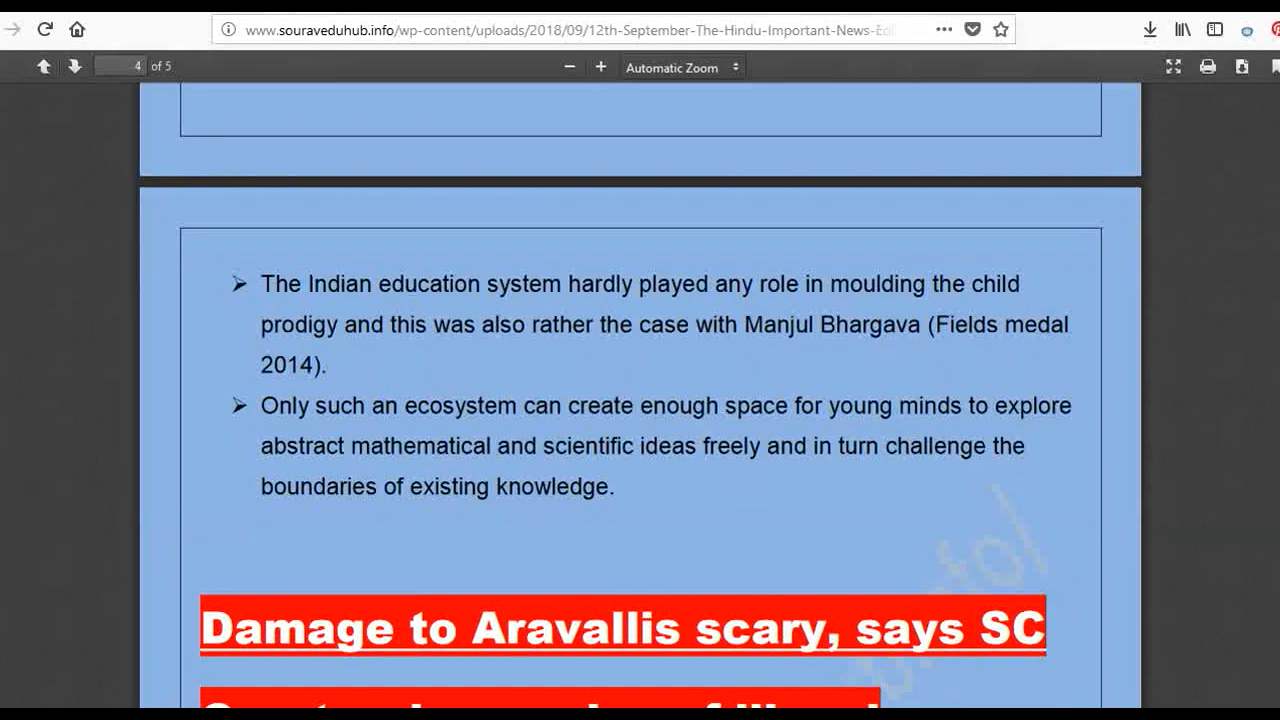 www.souraveduhub.info/wp-content/uploads/2018/09/12th-September-The-Hindu-Important-News-Ed
4 of 5
Automatic Zoom
The Indian education system hardly played any role in moulding the child
prodigy and this was also rather the case with Manjul Bhargava (Fields medal
2014).
Only such an ecosystem can create enough space for young minds to explore
abstract mathematical and scientific ideas freely and in turn challenge the
boundaries of existing knowledge.
Damage to Aravallis scary, says SC